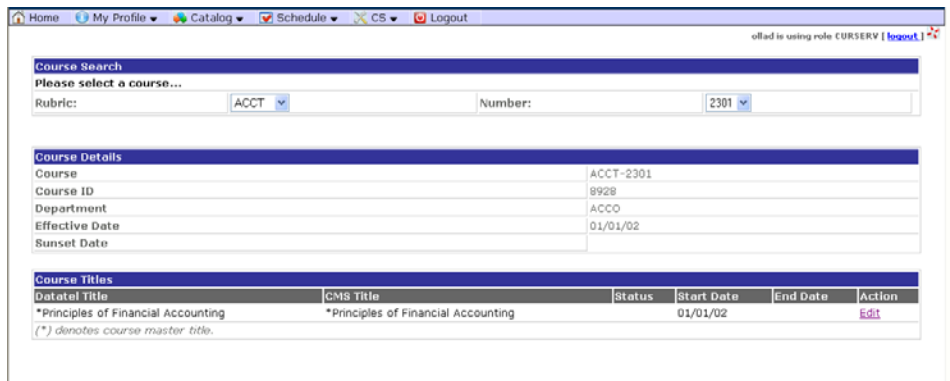 Home My Profile Catalog Schedule CS Logout
ollad is using role CURSERV [ logout ]
Course Search
Please select a course...
Rubric: ACCT Number: 2301
Course Details
Course ACCT-2301
Course ID 8928
Department ACCO
Effective Date 01/01/02
Sunset Date
Course Titles
Datatel Title CMS Title Status Start Date End Date Action
*Principles of Financial Accounting *Principles of Financial Accounting 01/01/02 Edit
(*) denotes course master title.